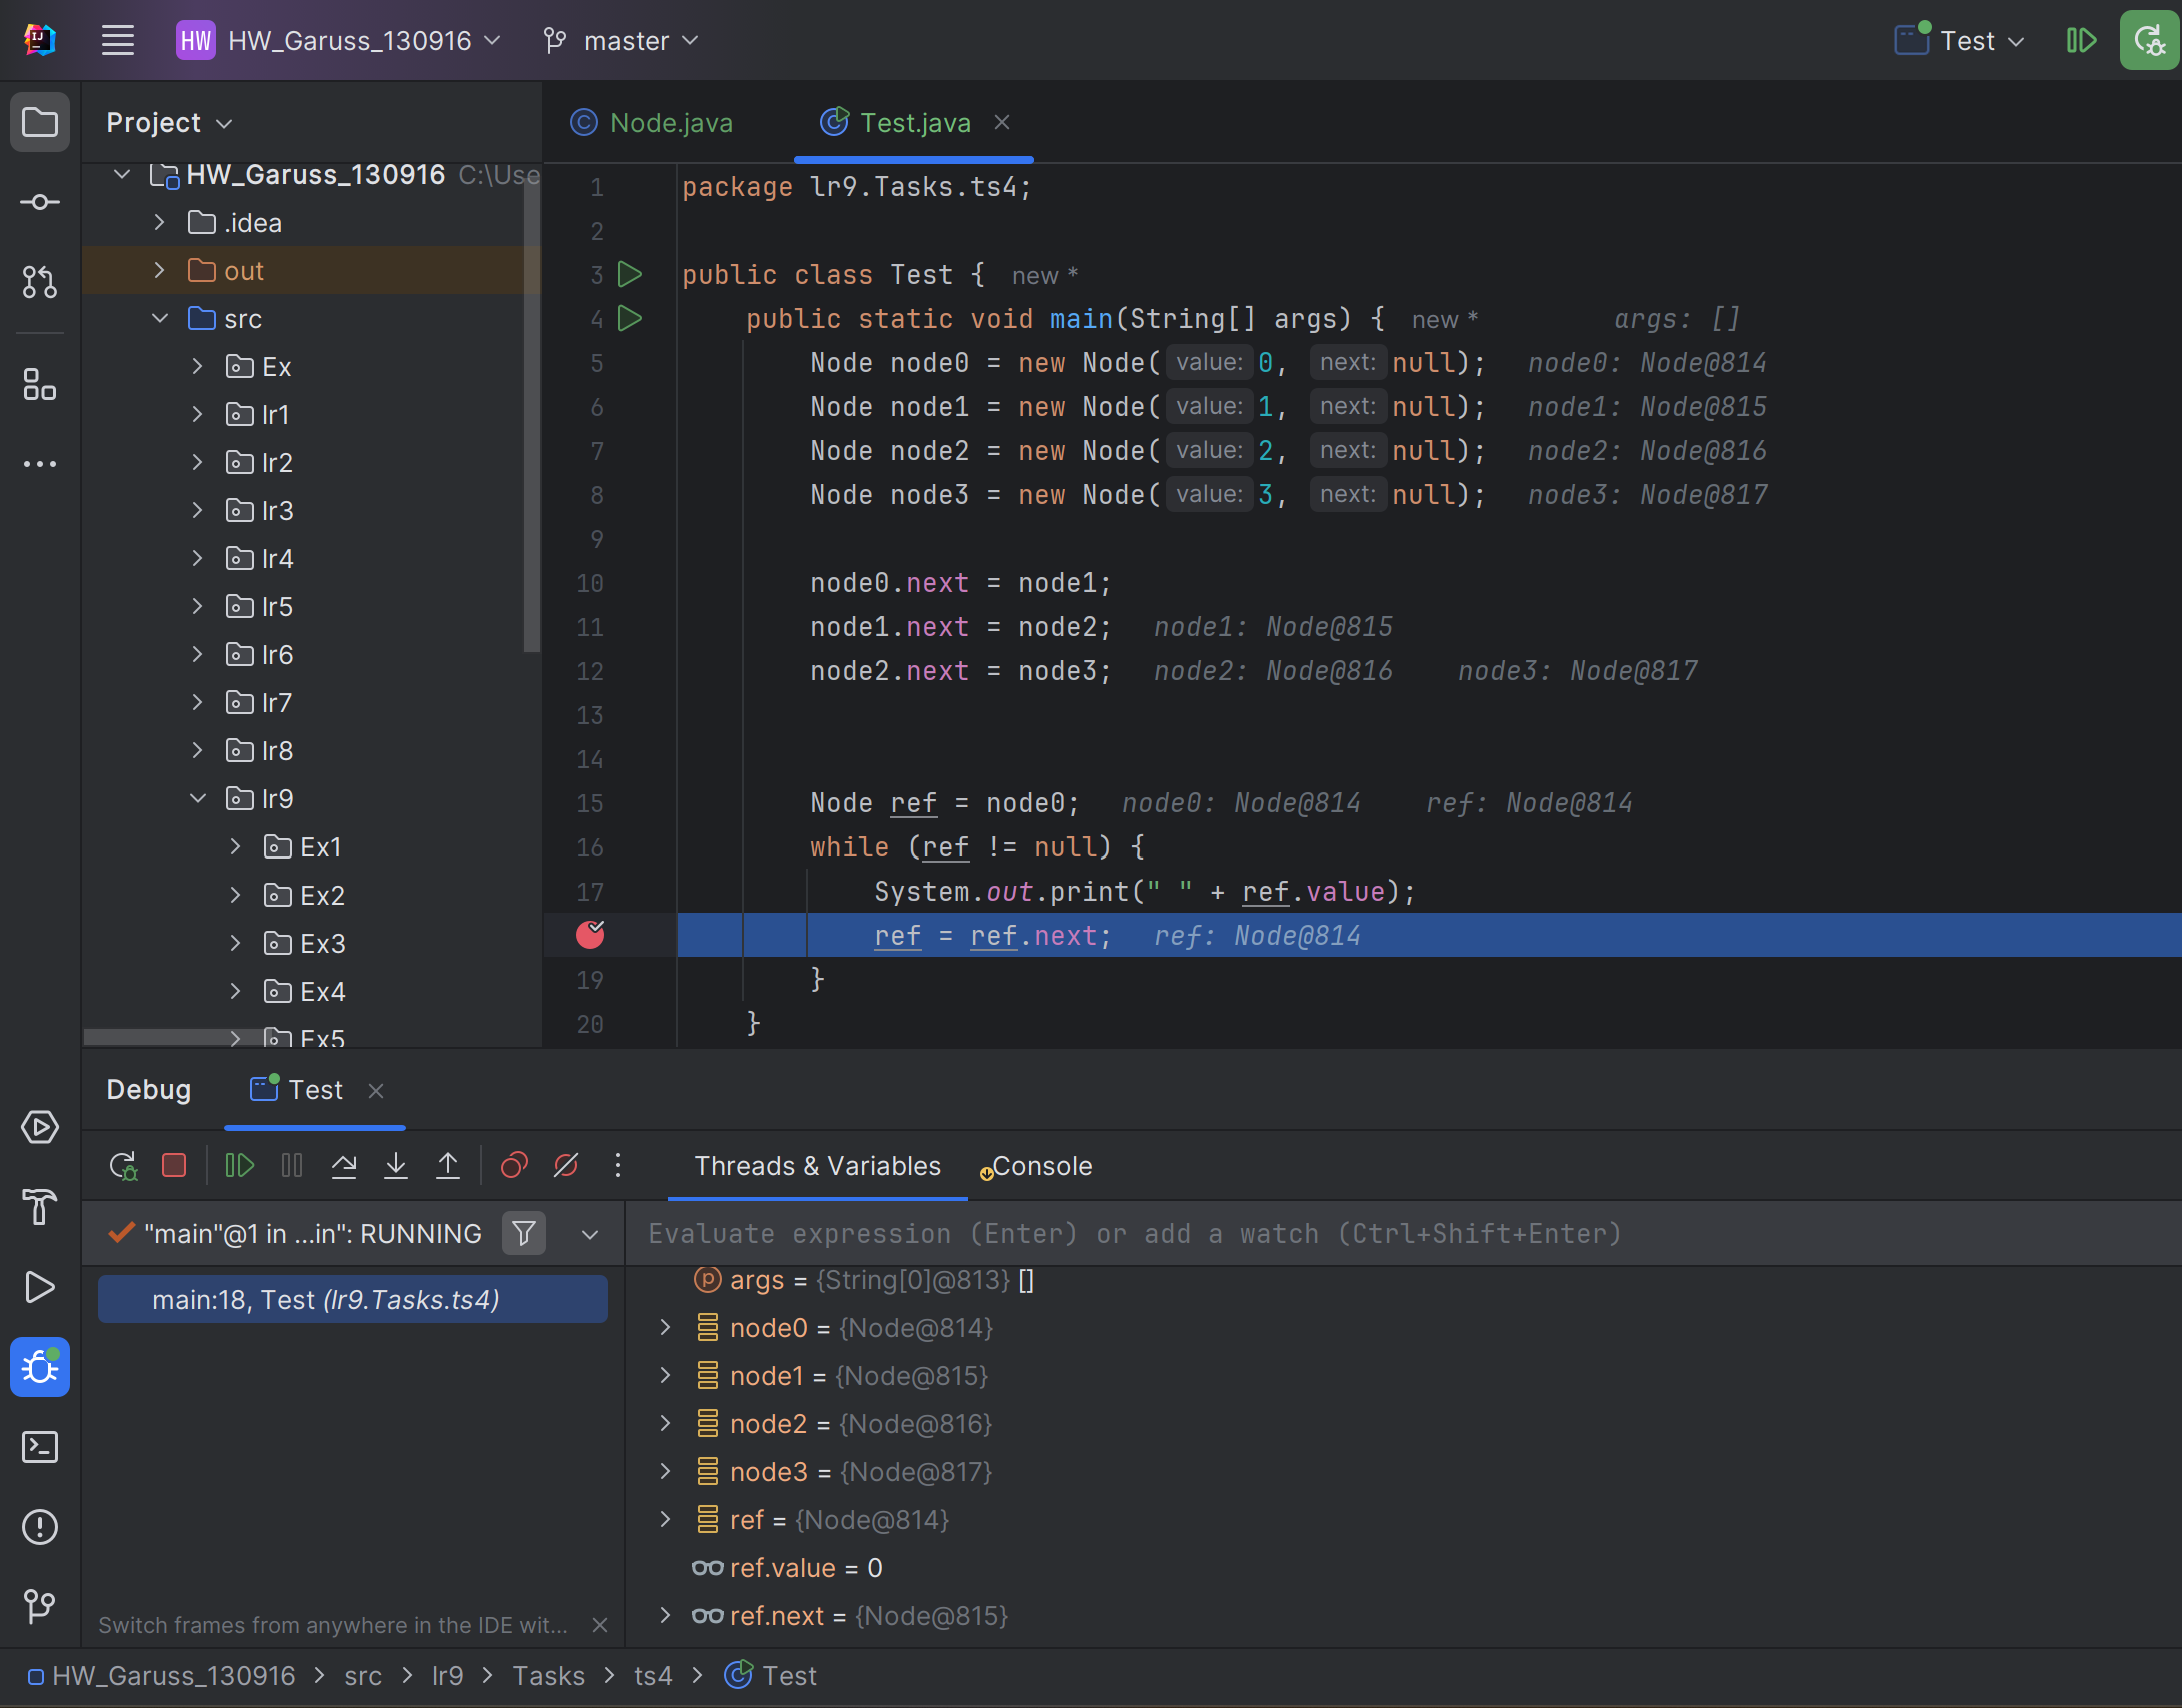 HW HW_Garuss_130916 master Test
Project
Node.java Test.java
HW_Garuss_130916 C:\Use
.idea
out
src
Ex
lr1
lr2
lr3
lr4
lr5
lr6
lr7
lr8
lr9
Ex1
Ex2
Ex3
Ex4
Ex5
1 package lr9.Tasks.ts4;
2
3 public class Test { new *
4 public static void main(String[] args) { new * args: []
5 Node node0 = new Node( value: 0, next: null); node0: Node@814
6 Node node1 = new Node( value: 1, next: null); node1: Node@815
7 Node node2 = new Node( value: 2, next: null); node2: Node@816
8 Node node3 = new Node( value: 3, next: null); node3: Node@817
9
10 node0.next = node1;
11 node1.next = node2; node1: Node@815
12 node2.next = node3; node2: Node@816 node3: Node@817
13
14
15 Node ref = node0; node0: Node@814 ref: Node@814
16 while (ref != null) {
17 System.out.print(" " + ref.value);
ref = ref.next; ref: Node@814
19 }
20 }
Debug Test
Threads & Variables Console
"main"@1 in ...in": RUNNING
Evaluate expression (Enter) or add a watch (Ctrl+Shift+Enter)
main:18, Test (lr9.Tasks.ts4)
args = {String[0]@813} []
node0 = {Node@814}
node1 = {Node@815}
node2 = {Node@816}
node3 = {Node@817}
ref = {Node@814}
ref.value = 0
ref.next = {Node@815}
Switch frames from anywhere in the IDE wit...
HW_Garuss_130916 > src > lr9 > Tasks > ts4 > Test